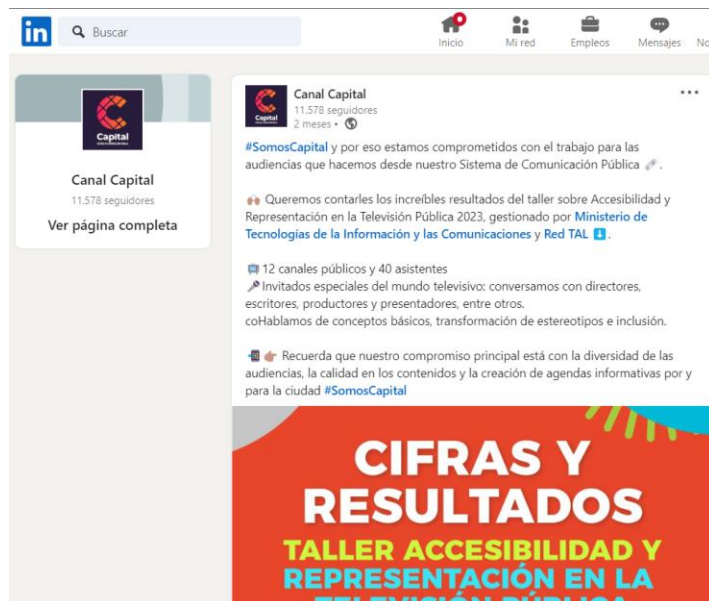 in
Buscar
Inicio
Mi red
Empleos
Mensajes
No
Capital
Canal Capital
11.578 seguidores
Ver página completa
Capital
Canal Capital
11.578 seguidores
2 meses •
#SomosCapital y por eso estamos comprometidos con el trabajo para las
audiencias que hacemos desde nuestro Sistema de Comunicación Pública 🔗.
🙌🏼 Queremos contarles los increíbles resultados del taller sobre Accesibilidad y
Representación en la Televisión Pública 2023, gestionado por Ministerio de
Tecnologías de la Información y las Comunicaciones y Red TAL ⬇️.
📺 12 canales públicos y 40 asistentes
🎤 Invitados especiales del mundo televisivo: conversamos con directores,
escritores, productores y presentadores, entre otros.
coHablamos de conceptos básicos, transformación de estereotipos e inclusión.
📲 👉🏽 Recuerda que nuestro compromiso principal está con la diversidad de las
audiencias, la calidad en los contenidos y la creación de agendas informativas por y
para la ciudad #SomosCapital
CIFRAS Y
RESULTADOS
TALLER ACCESIBILIDAD Y
REPRESENTACIÓN EN LA
TELEVISIÓN PÚBLICA